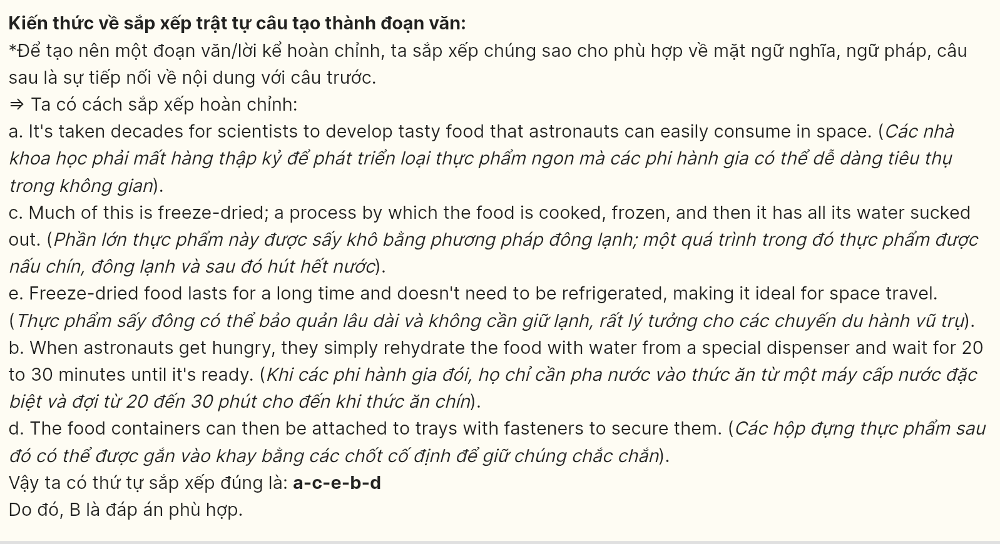 Kiến thức về sắp xếp trật tự câu tạo thành đoạn văn:
*Để tạo nên một đoạn văn/lời kể hoàn chỉnh, ta sắp xếp chúng sao cho phù hợp về mặt ngữ nghĩa, ngữ pháp, câu
sau là sự tiếp nối về nội dung với câu trước.
⇒ Ta có cách sắp xếp hoàn chỉnh:
a. It's taken decades for scientists to develop tasty food that astronauts can easily consume in space. (Các nhà
khoa học phải mất hàng thập kỷ để phát triển loại thực phẩm ngon mà các phi hành gia có thể dễ dàng tiêu thụ
trong không gian).
c. Much of this is freeze-dried; a process by which the food is cooked, frozen, and then it has all its water sucked
out. (Phần lớn thực phẩm này được sấy khô bằng phương pháp đông lạnh; một quá trình trong đó thực phẩm được
nấu chín, đông lạnh và sau đó hút hết nước).
e. Freeze-dried food lasts for a long time and doesn't need to be refrigerated, making it ideal for space travel.
(Thực phẩm sấy đông có thể bảo quản lâu dài và không cần giữ lạnh, rất lý tưởng cho các chuyến du hành vũ trụ).
b. When astronauts get hungry, they simply rehydrate the food with water from a special dispenser and wait for 20
to 30 minutes until it's ready. (Khi các phi hành gia đói, họ chỉ cần pha nước vào thức ăn từ một máy cấp nước đặc
biệt và đợi từ 20 đến 30 phút cho đến khi thức ăn chín).
d. The food containers can then be attached to trays with fasteners to secure them. (Các hộp đựng thực phẩm sau
đó có thể được gắn vào khay bằng các chốt cố định để giữ chúng chắc chắn).
Vậy ta có thứ tự sắp xếp đúng là: a-c-e-b-d
Do đó, B là đáp án phù hợp.